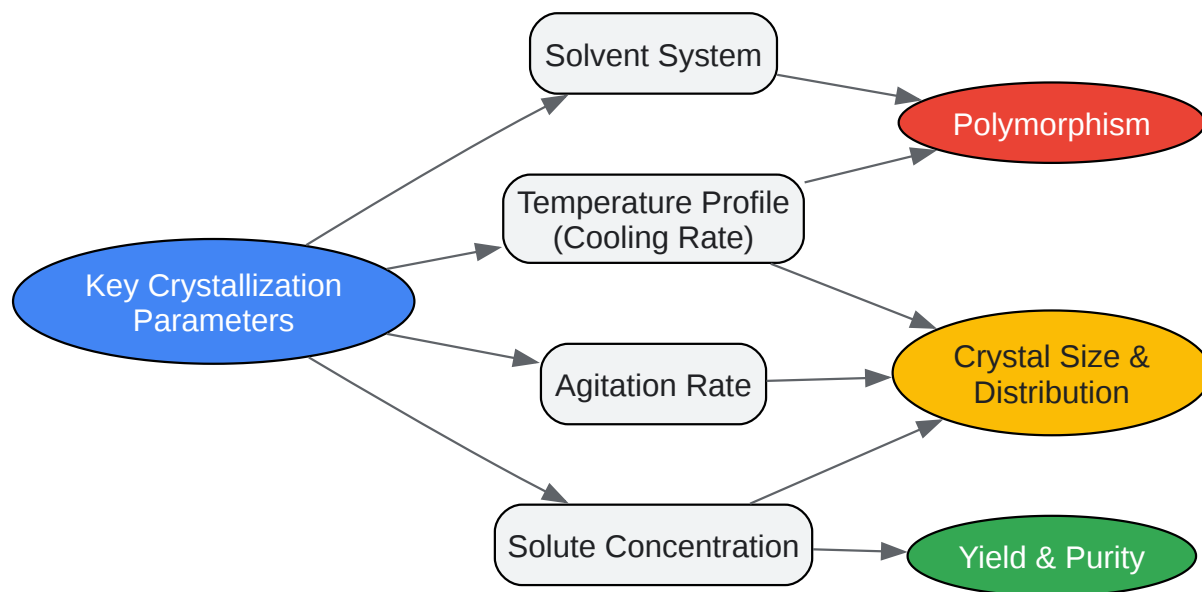 Solvent System
Polymorphism
Temperature Profile
(Cooling Rate)
Key Crystallization
Parameters
Crystal Size &
Distribution
Agitation Rate
Solute Concentration
Yield & Purity